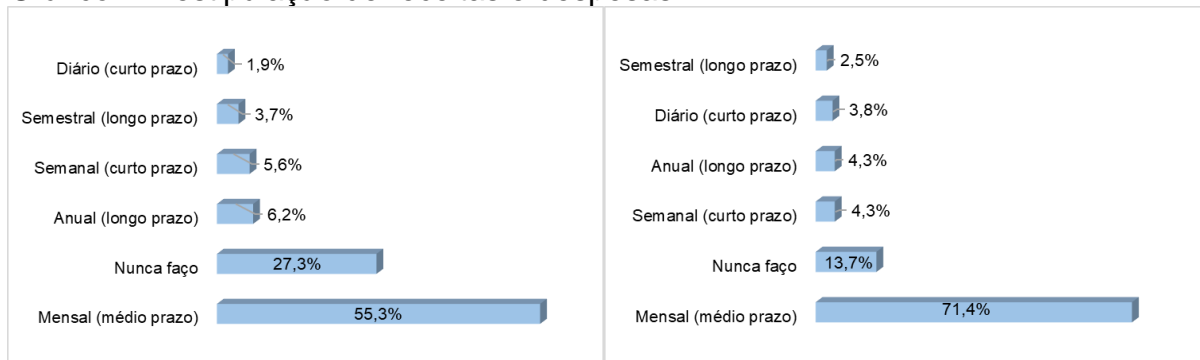 Diário (curto prazo) 1,9%
Semestral (longo prazo) 3,7%
Semanal (curto prazo) 5,6%
Anual (longo prazo) 6,2%
Nunca faço 27,3%
Mensal (médio prazo) 55,3%
Semestral (longo prazo) 2,5%
Diário (curto prazo) 3,8%
Anual (longo prazo) 4,3%
Semanal (curto prazo) 4,3%
Nunca faço 13,7%
Mensal (médio prazo) 71,4%